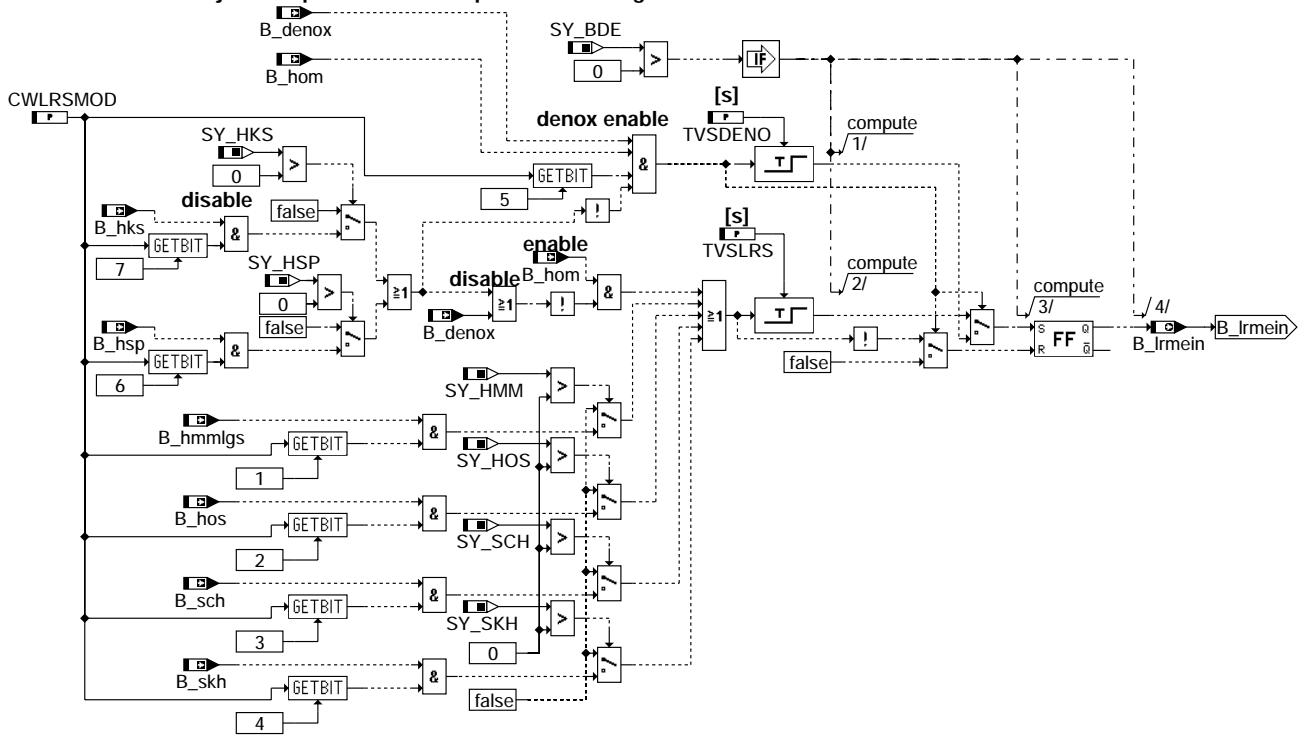 B_denox
B_hom
SY_BDE
>
0
IF
CWLRSMOD
P
SY_HKS
>
0
disable
false
B_hks
&
GETBIT
7
denox enable
&
GETBIT
5
!
[s]
P
TVSDENO
T
compute
1/
SY_HSP
>
0
false
B_hsp
&
GETBIT
6
≥1
disable
≥1
B_denox
enable
B_hom
!
&
[s]
P
TVSLRS
T
≥1
compute
2/
!
false
compute
3/
S Q
R Q
FF
4/
B_lrmein
B_lrmein
SY_HMM
>
B_hmmlgs
GETBIT
&
1
SY_HOS
>
B_hos
GETBIT
&
2
SY_SCH
>
B_sch
GETBIT
&
3
SY_SKH
>
0
B_skh
GETBIT
&
4
false